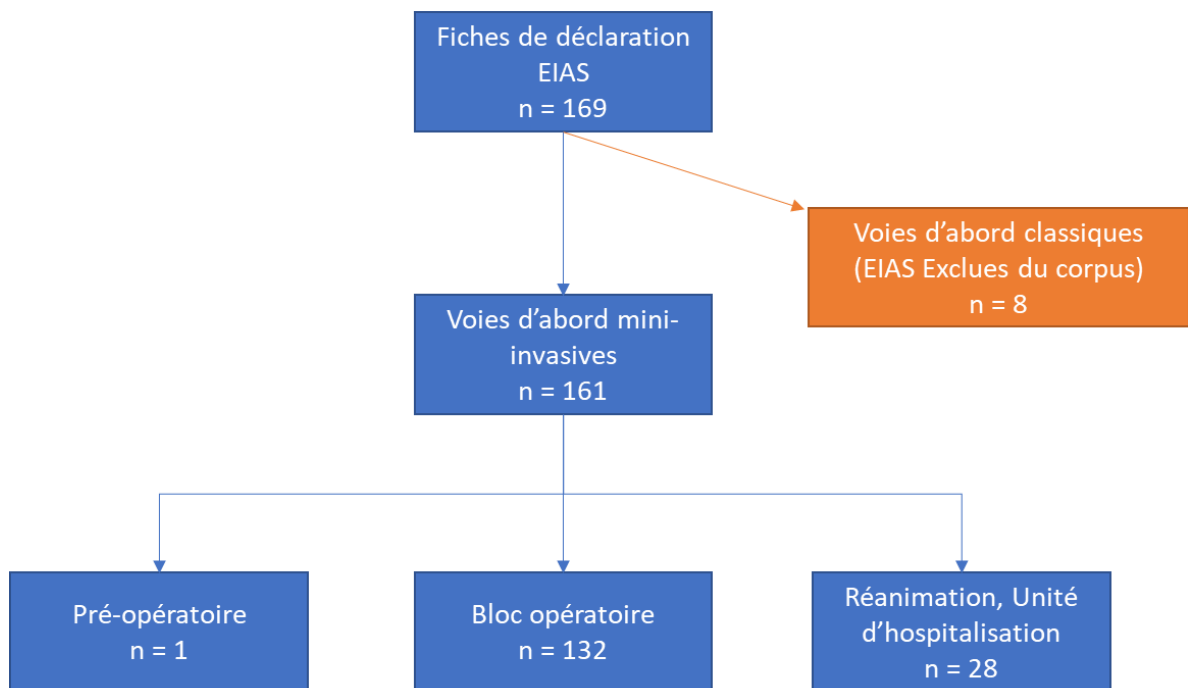 Fiches de déclaration
EIAS
n = 169
Voies d’abord classiques
(EIAS Exclues du corpus)
n = 8
Voies d’abord mini-
invasives
n = 161
Pré-opératoire
n = 1
Bloc opératoire
n = 132
Réanimation, Unité
d’hospitalisation
n = 28